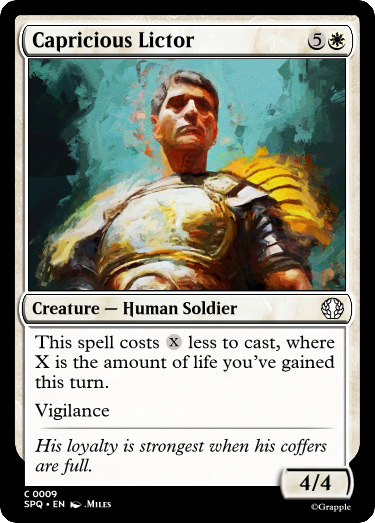 Capricious Lictor 5
Creature — Human Soldier
This spell costs X less to cast, where
X is the amount of life you've gained
this turn.
Vigilance
His loyalty is strongest when his coffers
are full.
4/4
C 0009
SPQ • EN .MILES
©Grapple